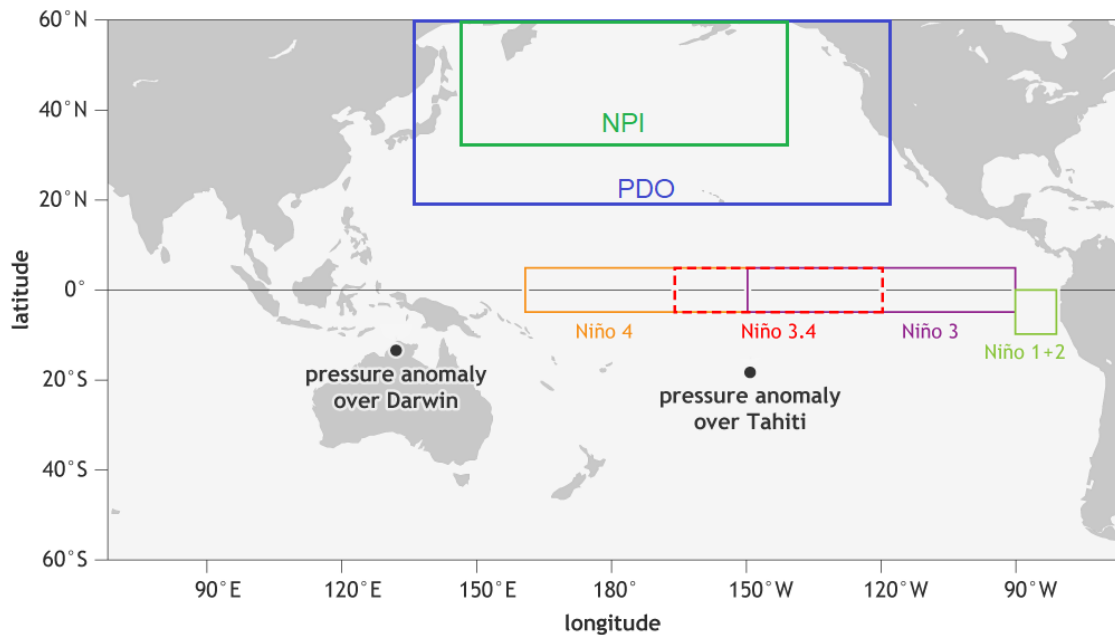 60°N
40°N
20°N
0°
20°S
40°S
60°S
latitude
NPI
PDO
Niño 4
Niño 3.4
Niño 3
Niño 1+2
pressure anomaly
over Darwin
pressure anomaly
over Tahiti
90°E
120°E
150°E
180°
150°W
120°W
90°W
longitude